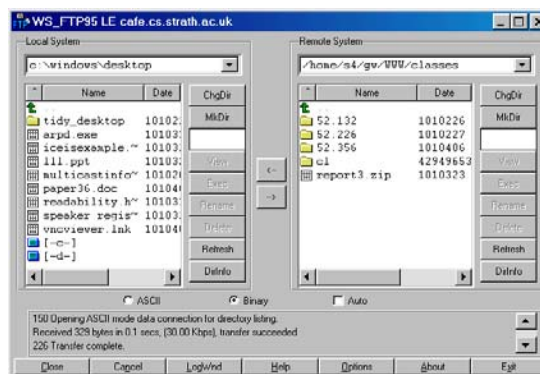 WS_FTP95 LE cafe.cs.strath.ac.uk
Local System
c:\windows\desktop
^ Name Date
..
tidy_desktop 10102
arpd.exe 10103
iceisexample.~ 10103
lll.ppt 10103
multicastinfo~ 10102
paper36.doc 10104
readability.h~ 10103
speaker regis~ 10103
vncviewer.lnk 10104
[-c-]
[-d-]
ChgDir
MkDir
View
Exec
Rename
Delete
Refresh
DirInfo
<-
->
Remote System
/home/s4/gw/WWW/classes
^ Name Date
..
52.132 1010226
52.226 1010227
52.356 1010406
cl 42949653
report3.zip 1010323
ChgDir
MkDir
View
Exec
Rename
Delete
Refresh
DirInfo
ASCII Binary Auto
150 Opening ASCII mode data connection for directory listing.
Received 329 bytes in 0.1 secs, (30.00 Kbps), transfer succeeded
226 Transfer complete.
Close Cancel LogWnd Help Options About Exit